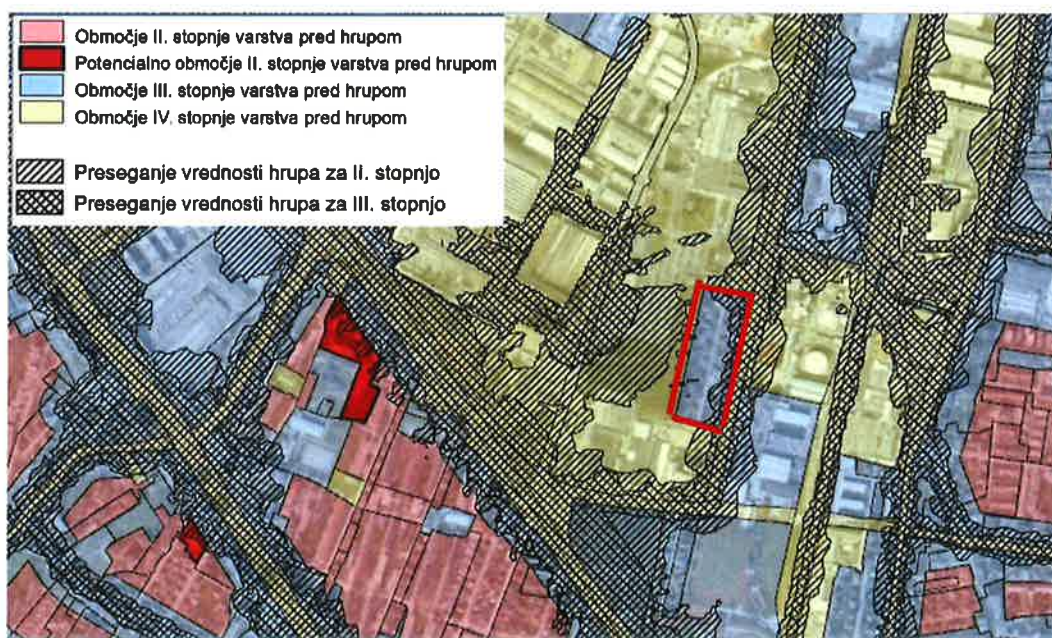 Območje II. stopnje varstva pred hrupom
Potencialno območje II. stopnje varstva pred hrupom
Območje III. stopnje varstva pred hrupom
Območje IV. stopnje varstva pred hrupom
Preseganje vrednosti hrupa za II. stopnjo
Preseganje vrednosti hrupa za III. stopnjo